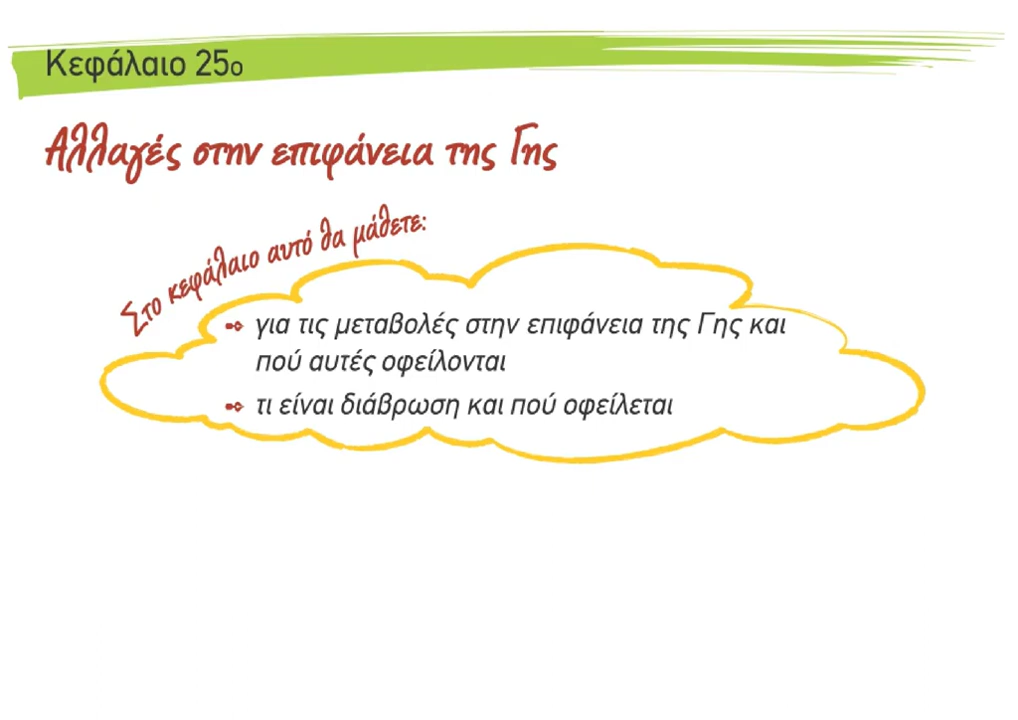 Κεφάλαιο 25ο
Αλλαγές στην επιφάνεια της Γης
Στο κεφάλαιο αυτό θα μάθετε:
για τις μεταβολές στην επιφάνεια της Γης και
πού αυτές οφείλονται
τι είναι διάβρωση και πού οφείλεται